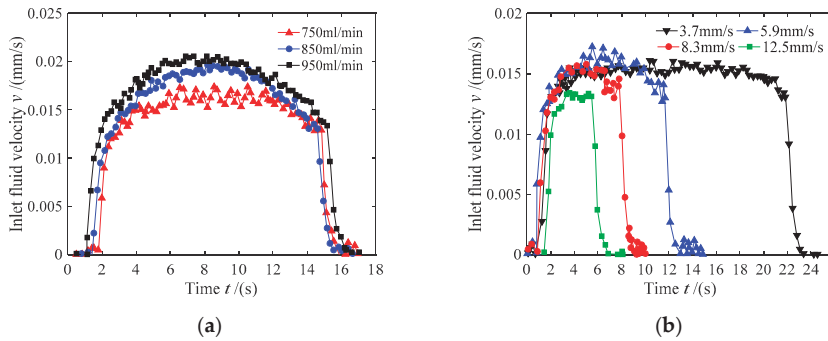 0.025
0.02
0.015
0.01
0.005
0
Inlet fluid velocity v /(mm/s)
750ml/min
850ml/min
950ml/min
0 2 4 6 8 10 12 14 16 18
Time t /(s)
(a)
0.02
0.015
0.01
0.005
0
Inlet fluid velocity v /(mm/s)
3.7mm/s 5.9mm/s
8.3mm/s 12.5mm/s
0 2 4 6 8 10 12 14 16 18 20 22 24
Time t /(s)
(b)